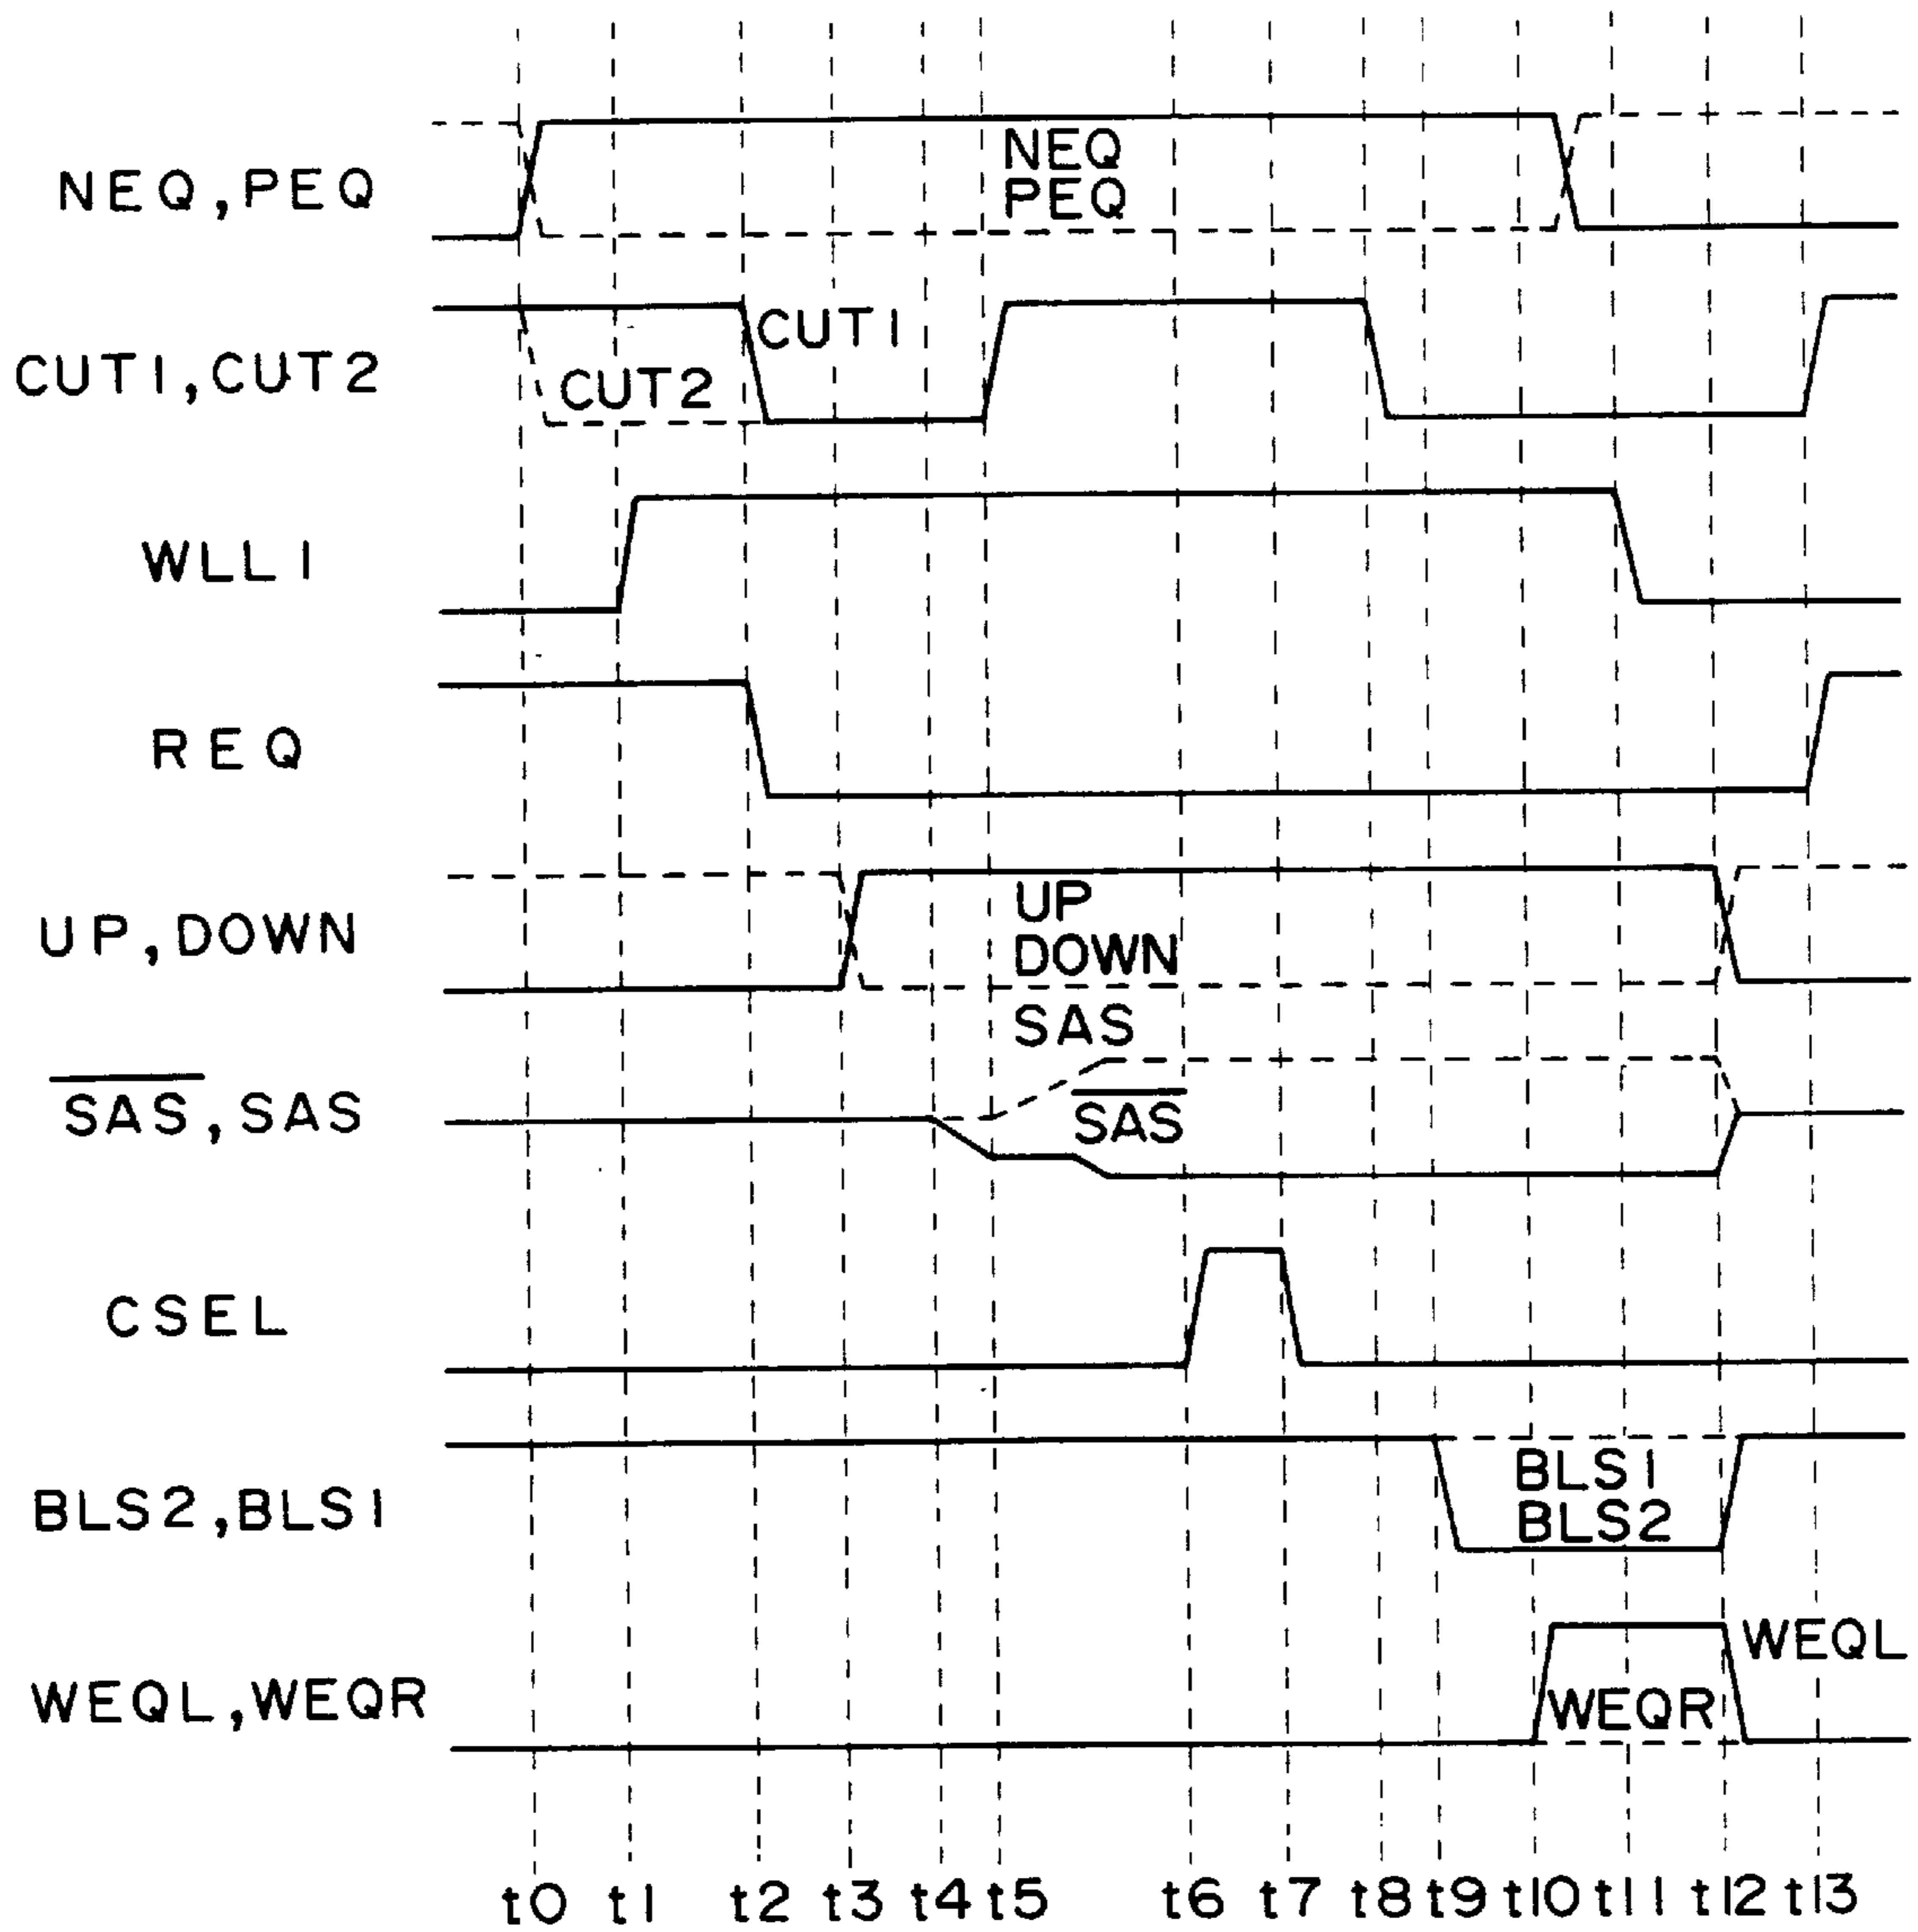 NEQ, PEQ
NEQ
PEQ
CUT1, CUT2
CUT1
CUT2
WLL1
REQ
UP, DOWN
UP
DOWN
S̅A̅S̅, SAS
SAS
S̅A̅S̅
CSEL
BLS2, BLS1
BLS1
BLS2
WEQL, WEQR
WEQL
WEQR
t0 t1 t2 t3 t4 t5 t6 t7 t8 t9 t10 t11 t12 t13